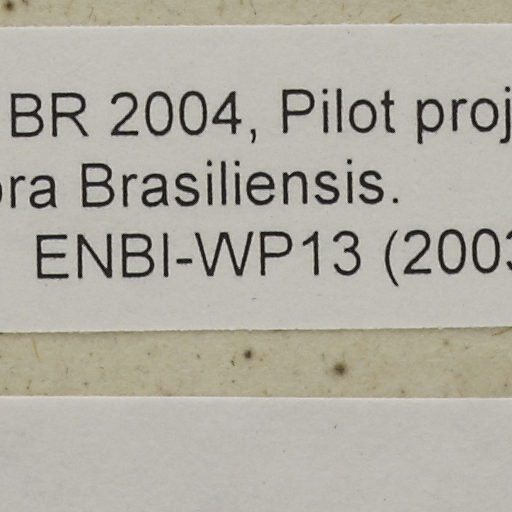 BR 2004, Pilot proj
ora Brasiliensis.
ENBI-WP13 (2003